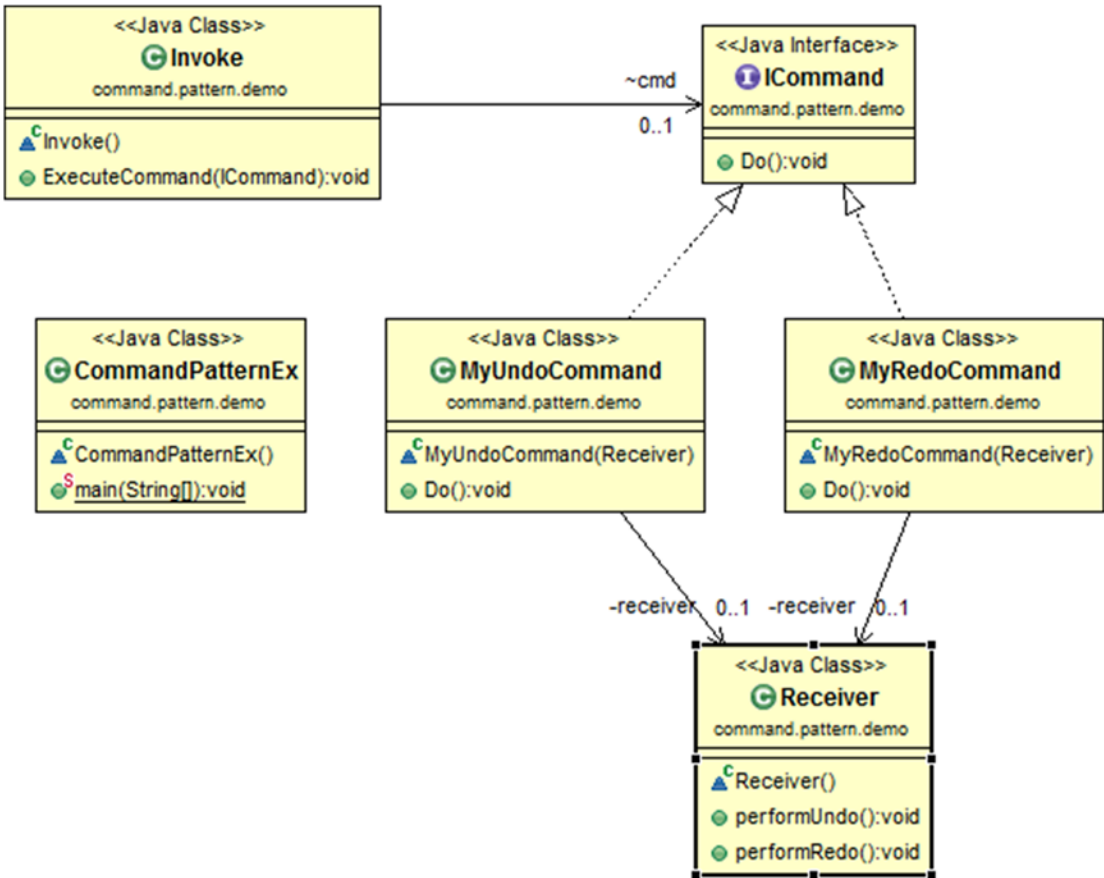 <<Java Class>>
Invoke
command.pattern.demo
Invoke()
ExecuteCommand(ICommand):void
~cmd
0..1
<<Java Interface>>
ICommand
command.pattern.demo
Do():void
<<Java Class>>
CommandPatternEx
command.pattern.demo
CommandPatternEx()
main(String[]):void
<<Java Class>>
MyUndoCommand
command.pattern.demo
MyUndoCommand(Receiver)
Do():void
<<Java Class>>
MyRedoCommand
command.pattern.demo
MyRedoCommand(Receiver)
Do():void
-receiver 0..1
-receiver 0..1
<<Java Class>>
Receiver
command.pattern.demo
Receiver()
performUndo():void
performRedo():void